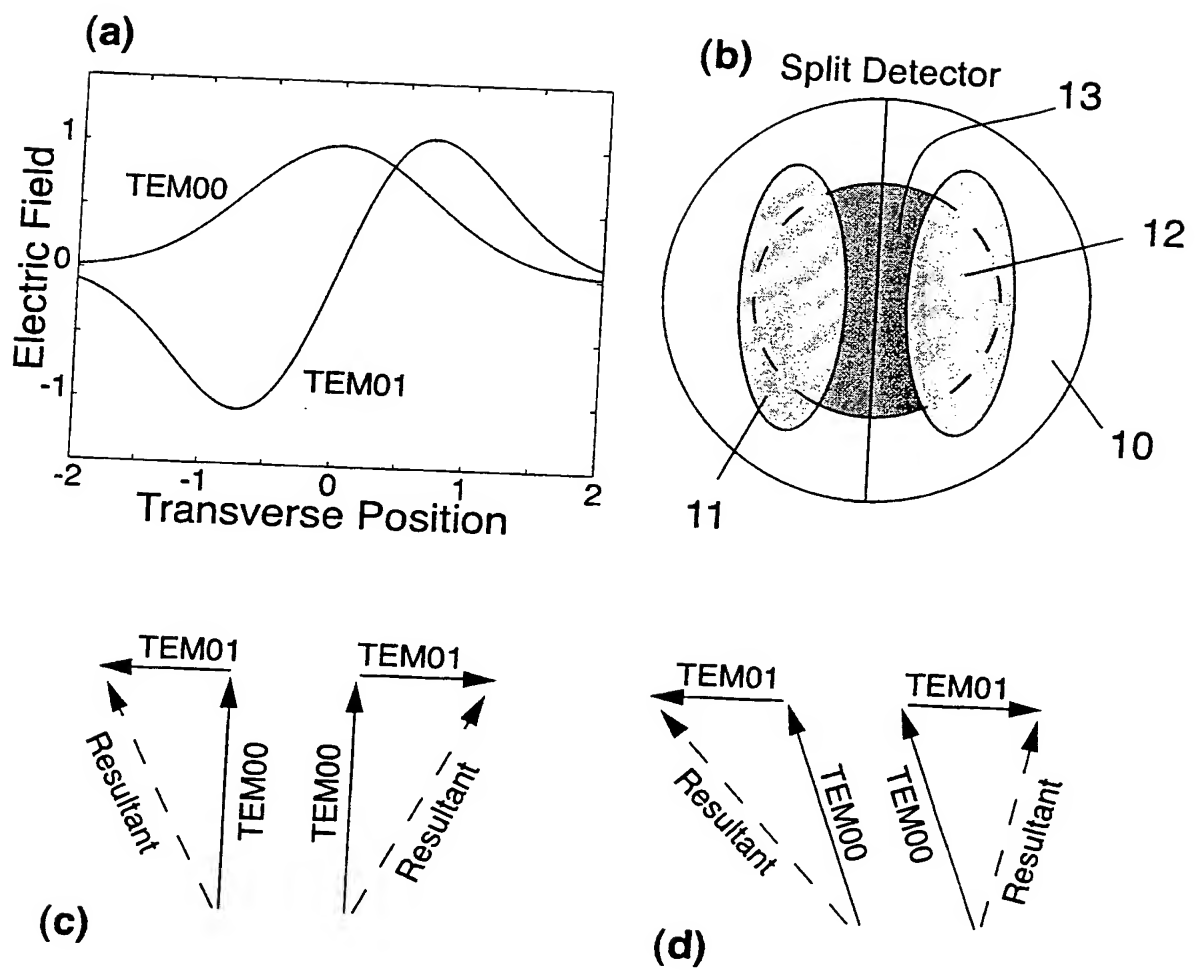 (a)
1
0
-1
Electric Field
TEM00
TEM01
-2
-1
0
1
2
Transverse Position
(b)
Split Detector
13
12
10
11
TEM01
TEM01
TEM00
TEM00
Resultant
Resultant
(c)
TEM01
TEM01
TEM00
TEM00
Resultant
Resultant
(d)